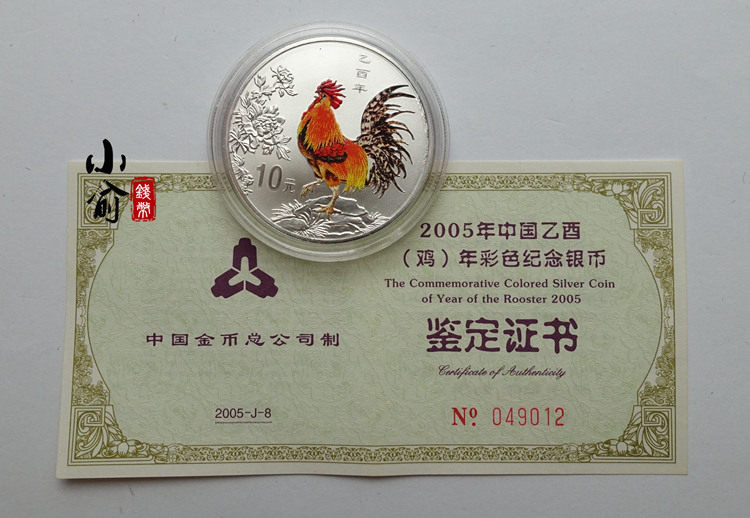 乙酉年
10元
小俞
錢幣
2005年中国乙酉
（鸡）年彩色纪念银币
The Commemorative Colored Silver Coin
of Year of the Rooster 2005
中国金币总公司制
鉴定证书
Certificate of Authenticity
2005-J-8
Nº 049012